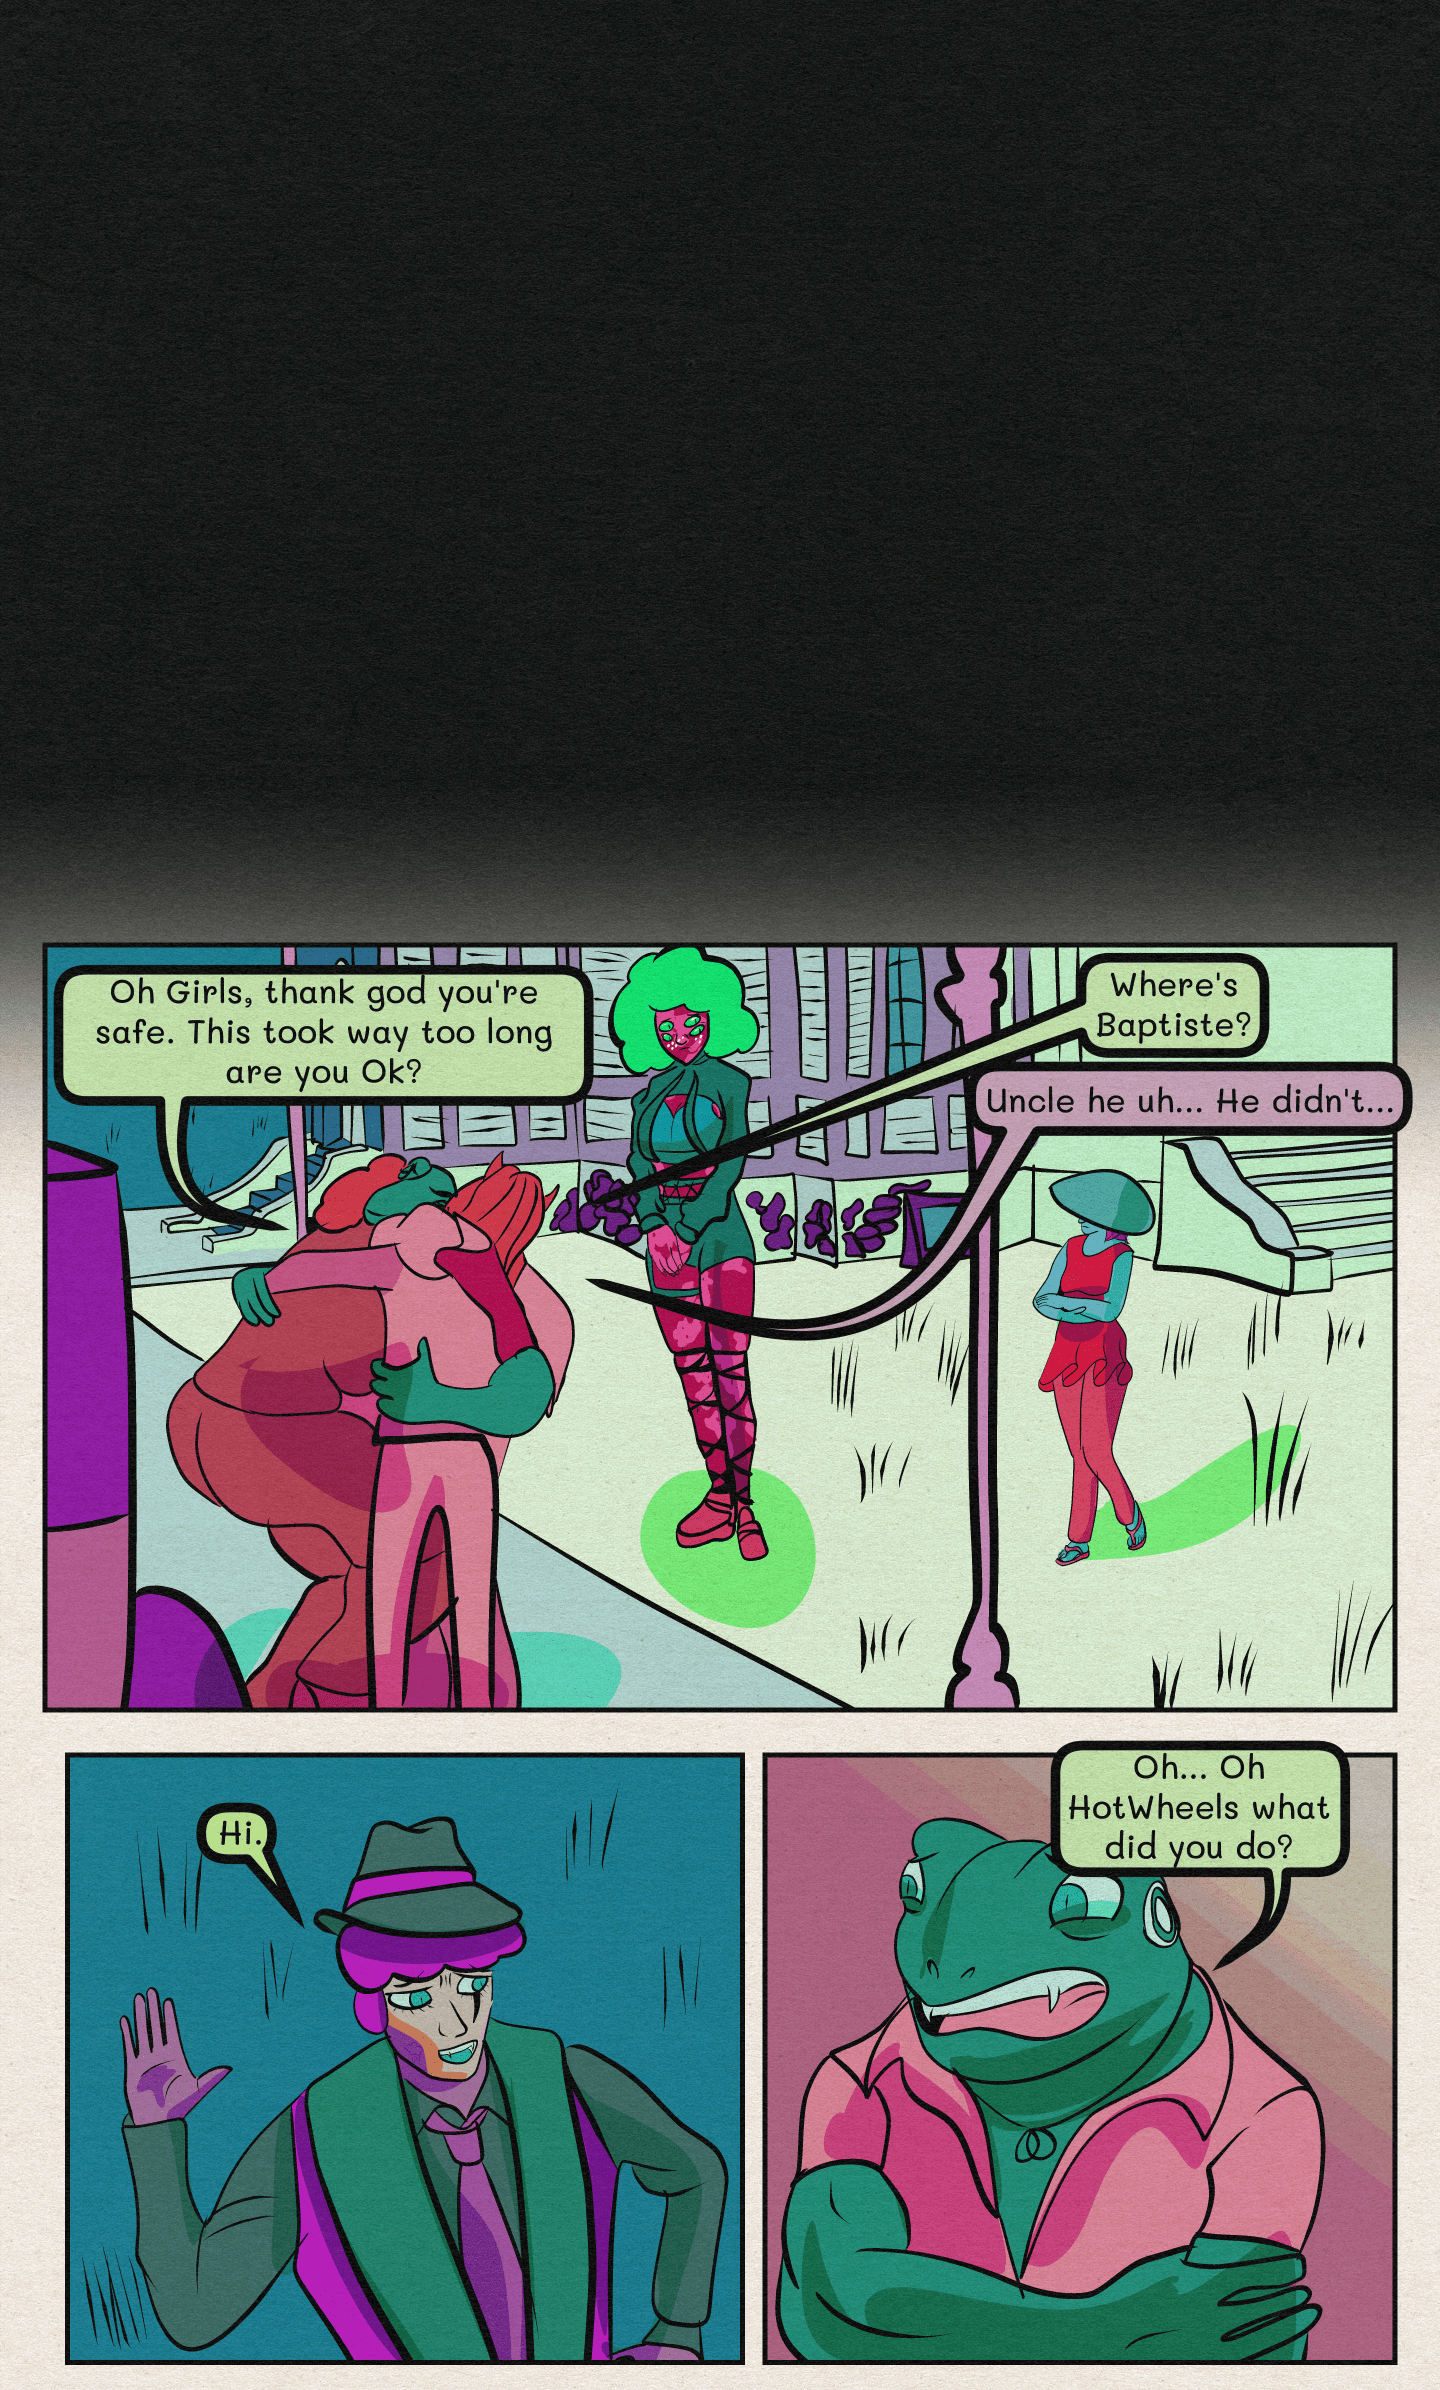 Oh Girls, thank god you're
safe. This took way too long
are you Ok?
Where's
Baptiste?
Uncle he uh... He didn't...
Hi.
Oh... Oh
HotWheels what
did you do?